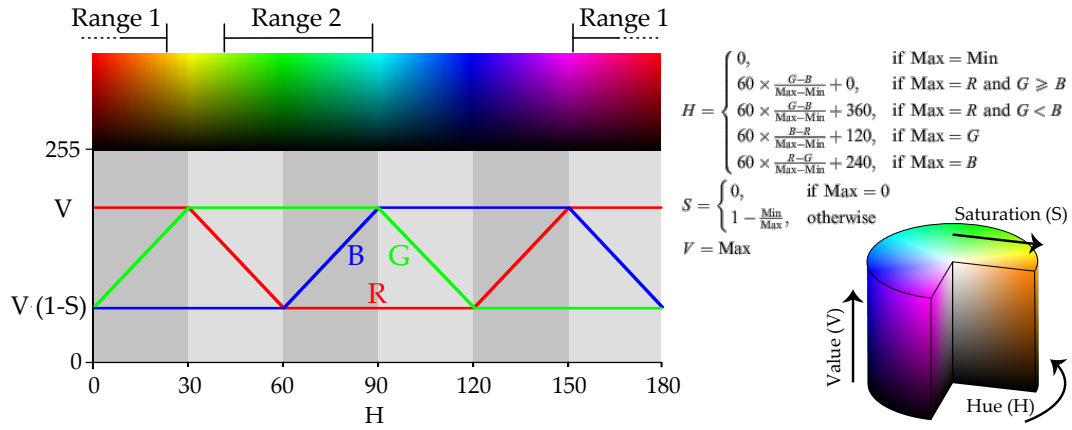 Range 1
Range 2
Range 1
255
V
V (1-S)
0
B
G
R
0 30 60 90 120 150 180
H
H = { 0, if Max = Min
60 × G−B/Max−Min + 0, if Max = R and G ⩾ B
60 × G−B/Max−Min + 360, if Max = R and G < B
60 × B−R/Max−Min + 120, if Max = G
60 × R−G/Max−Min + 240, if Max = B
S = { 0, if Max = 0
1 − Min/Max, otherwise
V = Max
Saturation (S)
Value (V)
Hue (H)